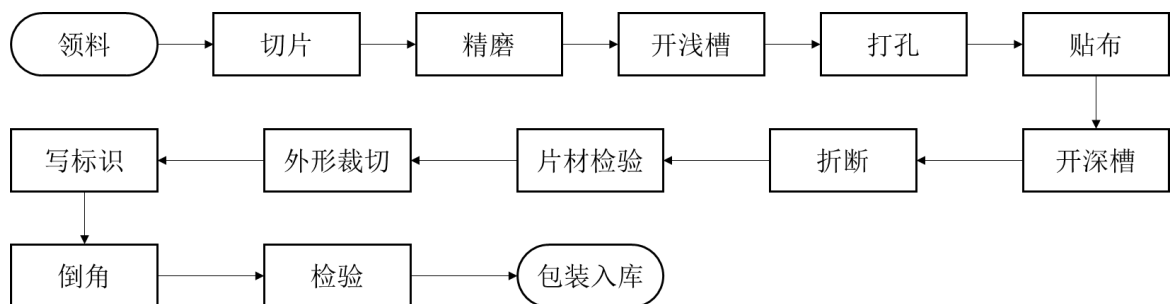 领料
切片
精磨
开浅槽
打孔
贴布
开深槽
折断
片材检验
外形裁切
写标识
倒角
检验
包装入库